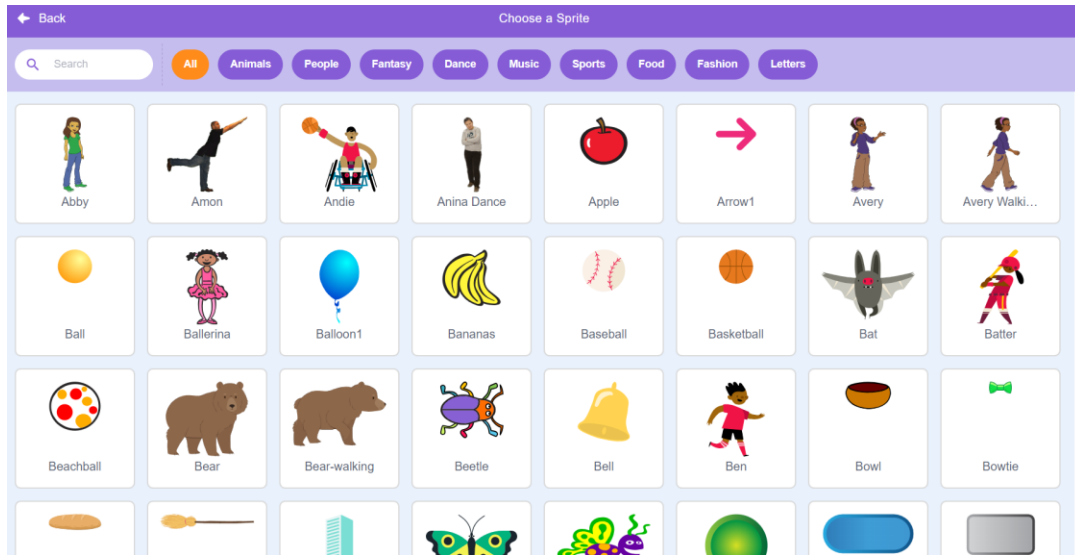 Back
Choose a Sprite
Search
All
Animals
People
Fantasy
Dance
Music
Sports
Food
Fashion
Letters
Abby
Amon
Andie
Anina Dance
Apple
Arrow1
Avery
Avery Walki...
Ball
Ballerina
Balloon1
Bananas
Baseball
Basketball
Bat
Batter
Beachball
Bear
Bear-walking
Beetle
Bell
Ben
Bowl
Bowtie